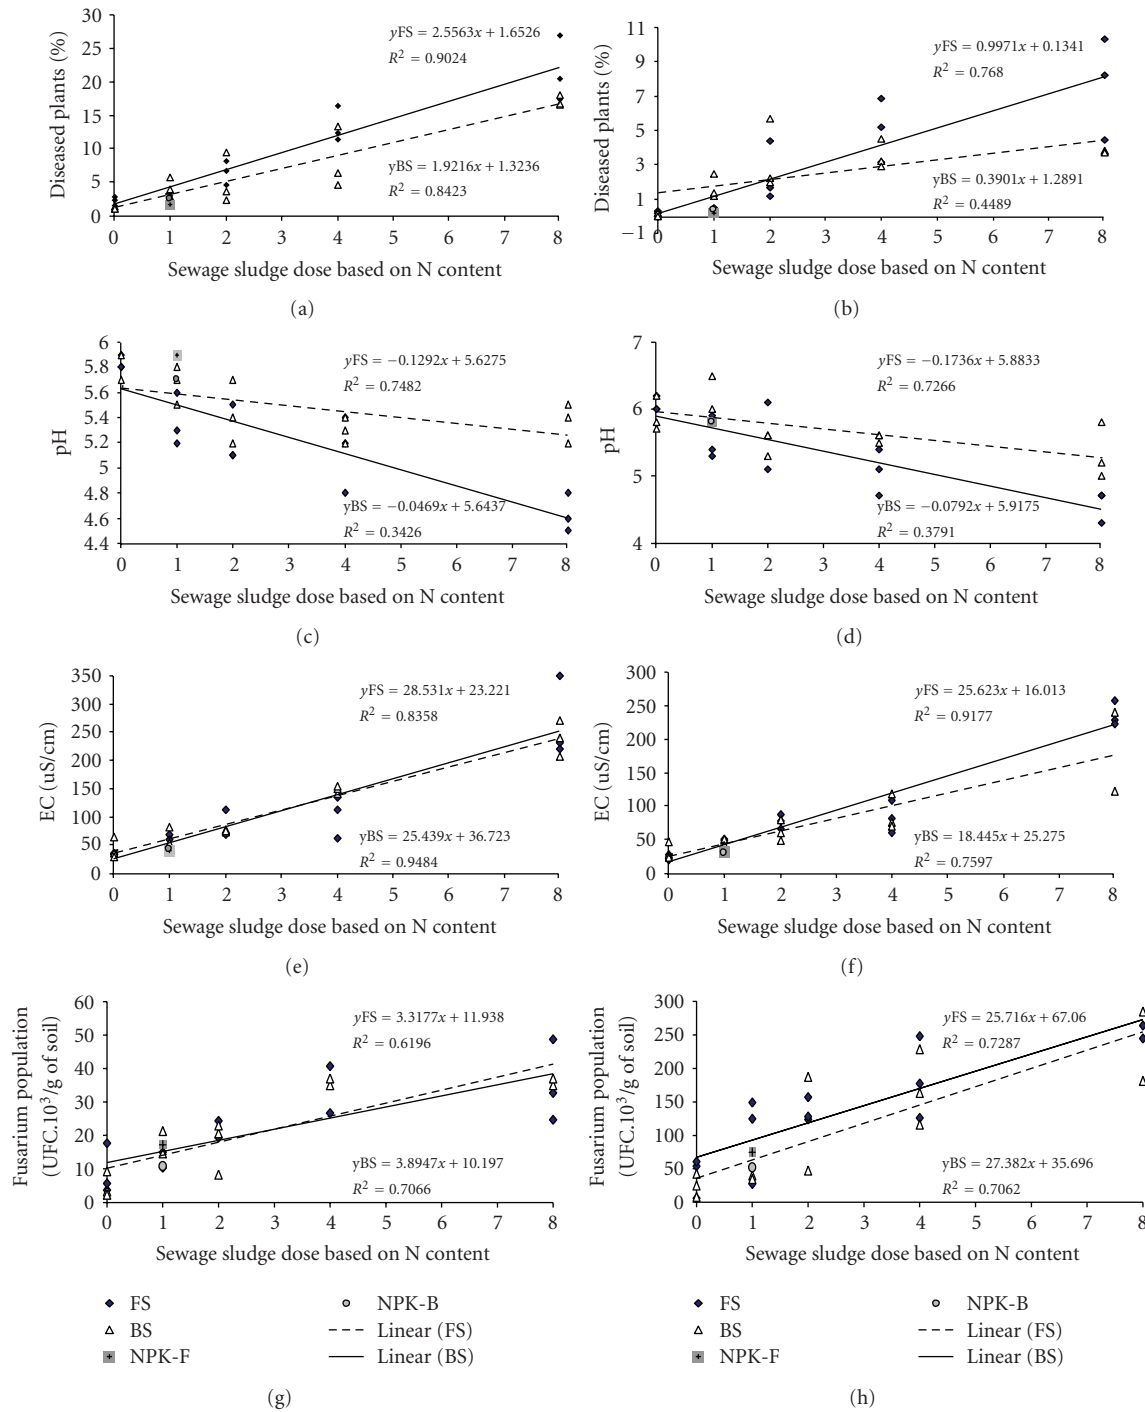 30
25
20
15
10
5
0
Diseased plants (%)
yFS = 2.5563x + 1.6526
R² = 0.9024
yBS = 1.9216x + 1.3236
R² = 0.8423
0 1 2 3 4 5 6 7 8
Sewage sludge dose based on N content
(a)
11
9
7
5
3
1
−1
Diseased plants (%)
yFS = 0.9971x + 0.1341
R² = 0.768
yBS = 0.3901x + 1.2891
R² = 0.4489
0 1 2 3 4 5 6 7 8
Sewage sludge dose based on N content
(b)
6
5.8
5.6
5.4
5.2
5
4.8
4.6
4.4
pH
yFS = −0.1292x + 5.6275
R² = 0.7482
yBS = −0.0469x + 5.6437
R² = 0.3426
0 1 2 3 4 5 6 7 8
Sewage sludge dose based on N content
(c)
7
6
5
4
pH
yFS = −0.1736x + 5.8833
R² = 0.7266
yBS = −0.0792x + 5.9175
R² = 0.3791
0 1 2 3 4 5 6 7 8
Sewage sludge dose based on N content
(d)
350
300
250
200
150
100
50
0
EC (uS/cm)
yFS = 28.531x + 23.221
R² = 0.8358
yBS = 25.439x + 36.723
R² = 0.9484
0 1 2 3 4 5 6 7 8
Sewage sludge dose based on N content
(e)
300
250
200
150
100
50
0
EC (uS/cm)
yFS = 25.623x + 16.013
R² = 0.9177
yBS = 18.445x + 25.275
R² = 0.7597
0 1 2 3 4 5 6 7 8
Sewage sludge dose based on N content
(f)
60
50
40
30
20
10
0
Fusarium population
(UFC.10³/g of soil)
yFS = 3.3177x + 11.938
R² = 0.6196
yBS = 3.8947x + 10.197
R² = 0.7066
0 1 2 3 4 5 6 7 8
Sewage sludge dose based on N content
FS
BS
NPK-F
NPK-B
Linear (FS)
Linear (BS)
(g)
300
250
200
150
100
50
0
Fusarium population
(UFC.10³/g of soil)
yFS = 25.716x + 67.06
R² = 0.7287
yBS = 27.382x + 35.696
R² = 0.7062
0 1 2 3 4 5 6 7 8
Sewage sludge dose based on N content
FS
BS
NPK-F
NPK-B
Linear (FS)
Linear (BS)
(h)